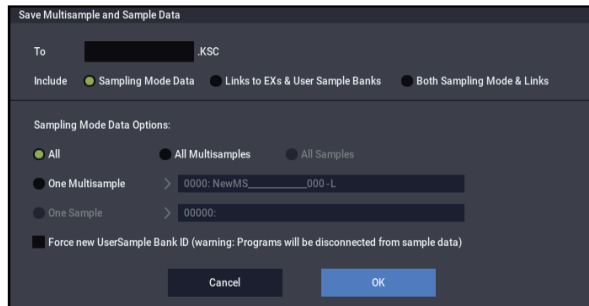 Save Multisample and Sample Data
To .KSC
Include Sampling Mode Data Links to EXs & User Sample Banks Both Sampling Mode & Links
Sampling Mode Data Options:
All All Multisamples All Samples
One Multisample > 0000: NewMS____________000-L
One Sample > 00000:
Force new UserSample Bank ID (warning: Programs will be disconnected from sample data)
Cancel OK